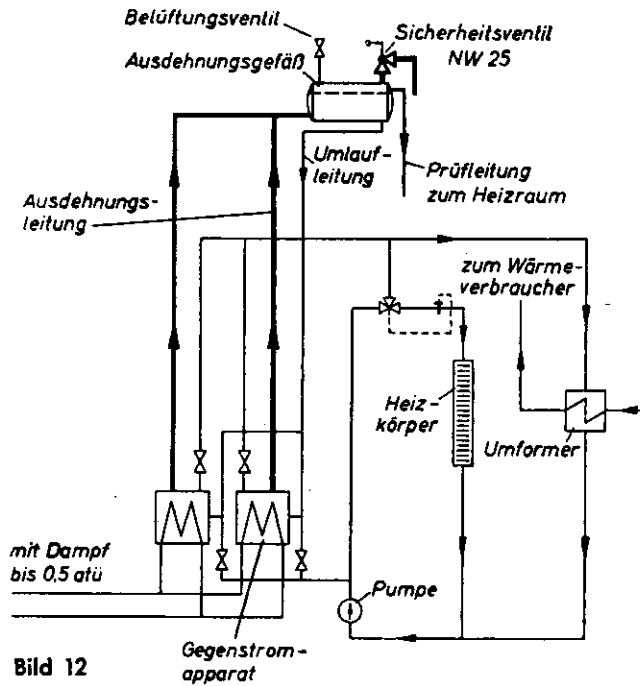 Belüftungsventil
Sicherheitsventil
NW 25
Ausdehnungsgefäß
Umlauf-
leitung
Prüfleitung
zum Heizraum
Ausdehnungs-
leitung
zum Wärme-
verbraucher
Heiz-
körper
Umformer
mit Dampf
bis 0,5 atü
Pumpe
Gegenstrom-
apparat
Bild 12